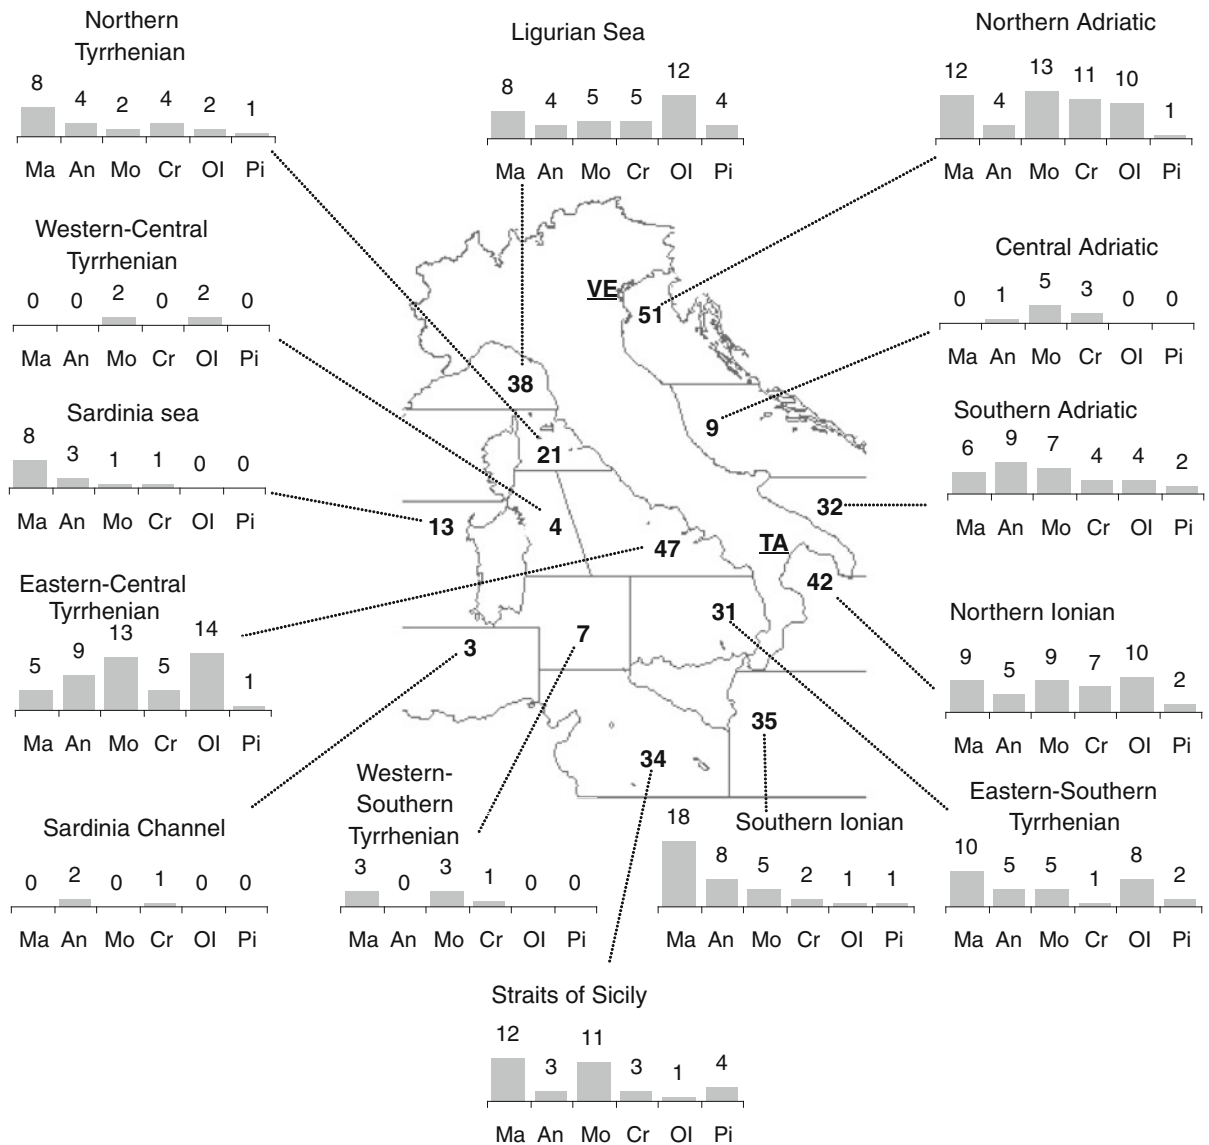 Northern
Tyrrhenian
8 4 2 4 2 1
Ma An Mo Cr Ol Pi
Ligurian Sea
8 4 5 5 12 4
Ma An Mo Cr Ol Pi
Northern Adriatic
12 4 13 11 10 1
Ma An Mo Cr Ol Pi
Western-Central
Tyrrhenian
0 0 2 0 2 0
Ma An Mo Cr Ol Pi
Central Adriatic
0 1 5 3 0 0
Ma An Mo Cr Ol Pi
Sardinia sea
8 3 1 1 0 0
Ma An Mo Cr Ol Pi
Southern Adriatic
6 9 7 4 4 2
Ma An Mo Cr Ol Pi
Eastern-Central
Tyrrhenian
5 9 13 5 14 1
Ma An Mo Cr Ol Pi
Northern Ionian
9 5 9 7 10 2
Ma An Mo Cr Ol Pi
VE
51
38
9
21
13
4
32
47
TA
42
31
3
7
35
34
Sardinia Channel
0 2 0 1 0 0
Ma An Mo Cr Ol Pi
Western-
Southern
Tyrrhenian
3 0 3 1 0 0
Ma An Mo Cr Ol Pi
Southern Ionian
18 8 5 2 1 1
Ma An Mo Cr Ol Pi
Eastern-Southern
Tyrrhenian
10 5 5 1 8 2
Ma An Mo Cr Ol Pi
Straits of Sicily
12 3 11 3 1 4
Ma An Mo Cr Ol Pi